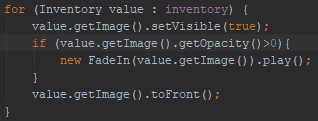 for (Inventory value : inventory) {
    value.getImage().setVisible(true);
    if (value.getImage().getOpacity()>0){
        new FadeIn(value.getImage()).play();
    }
    value.getImage().toFront();
}